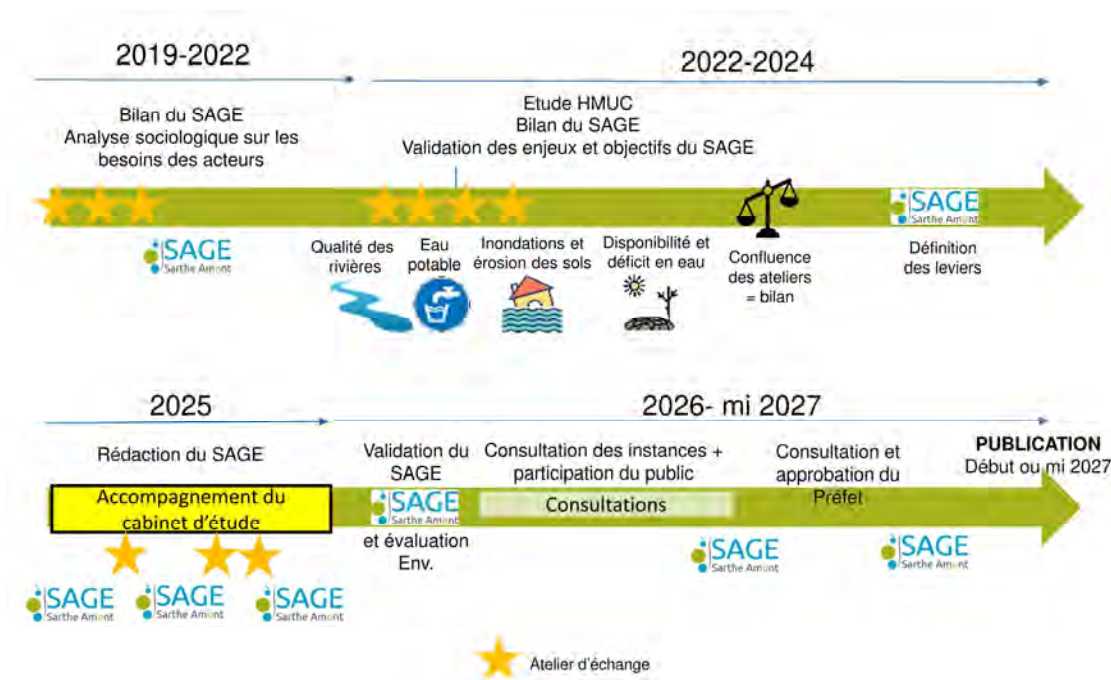 2019-2022
2022-2024
Bilan du SAGE
Analyse sociologique sur les
besoins des acteurs
Etude HMUC
Bilan du SAGE
Validation des enjeux et objectifs du SAGE
SAGE
Sarthe Amont
SAGE
Sarthe Amont
Qualité des
rivières
Eau
potable
Inondations et
érosion des sols
Disponibilité et
déficit en eau
Confluence
des ateliers
= bilan
Définition
des leviers
2025
2026- mi 2027
Rédaction du SAGE
Validation du
SAGE
Consultation des instances +
participation du public
Consultation et
approbation du
Préfet
PUBLICATION
Début ou mi 2027
Accompagnement du
cabinet d'étude
SAGE
Sarthe Amont
Consultations
et évaluation
Env.
SAGE
Sarthe Amont
SAGE
Sarthe Amont
SAGE
Sarthe Amont
SAGE
Sarthe Amont
SAGE
Sarthe Amont
Atelier d'échange